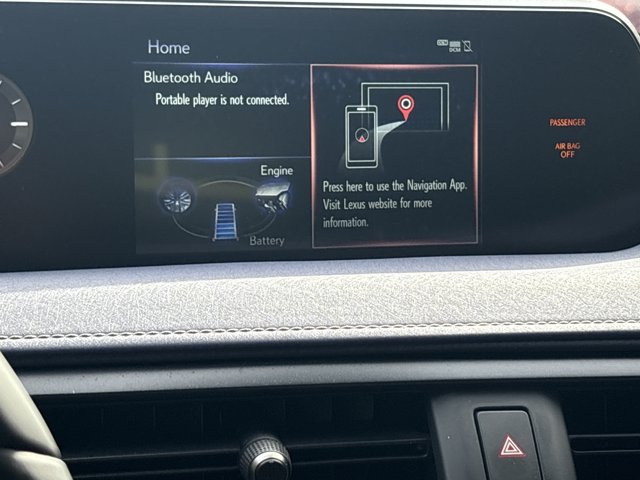 Home
DCM
Bluetooth Audio
Portable player is not connected.
Engine
Battery
Press here to use the Navigation App.
Visit Lexus website for more
information.
PASSENGER
AIR BAG
OFF